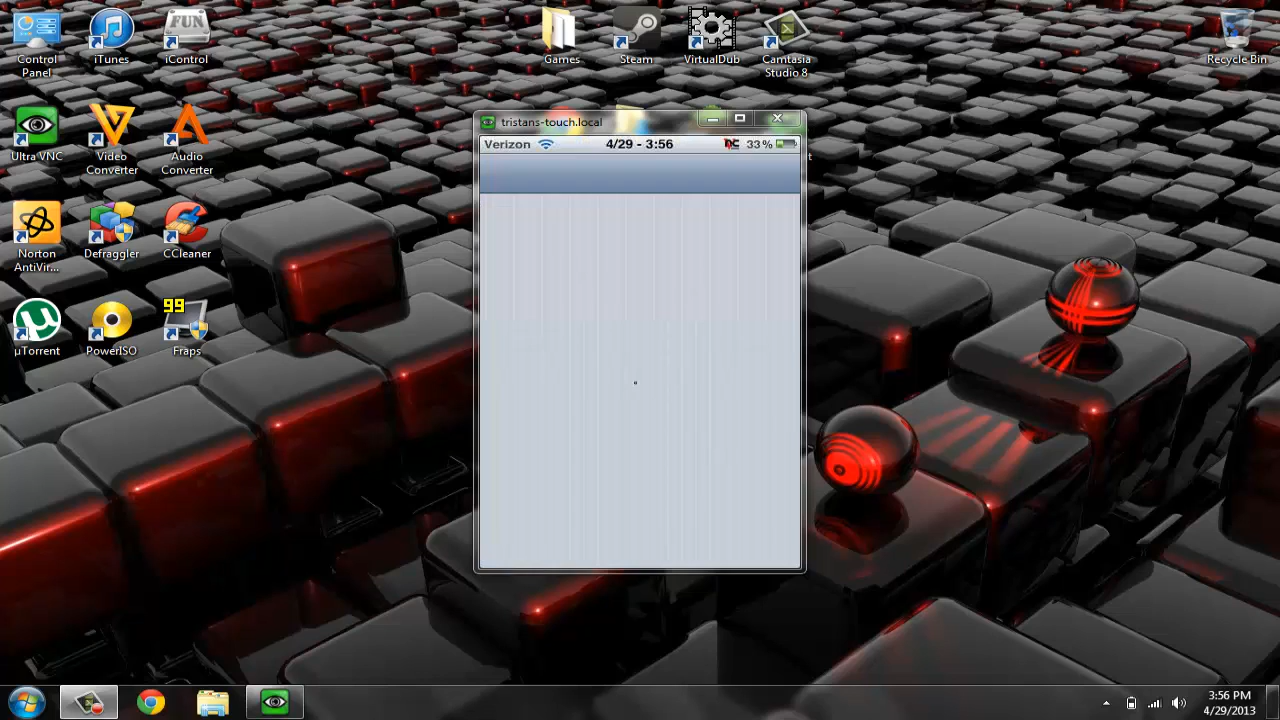 Control
Panel
iTunes
FUN
iControl
Games
Steam
VirtualDub
Camtasia
Studio 8
Recycle Bin
Ultra VNC
Video
Converter
Audio
Converter
tristans-touch.local
Verizon
4/29 - 3:56
33%
t
Norton
AntiVir...
Defraggler
CCleaner
µTorrent
PowerISO
99
Fraps
3:56 PM
4/29/2013